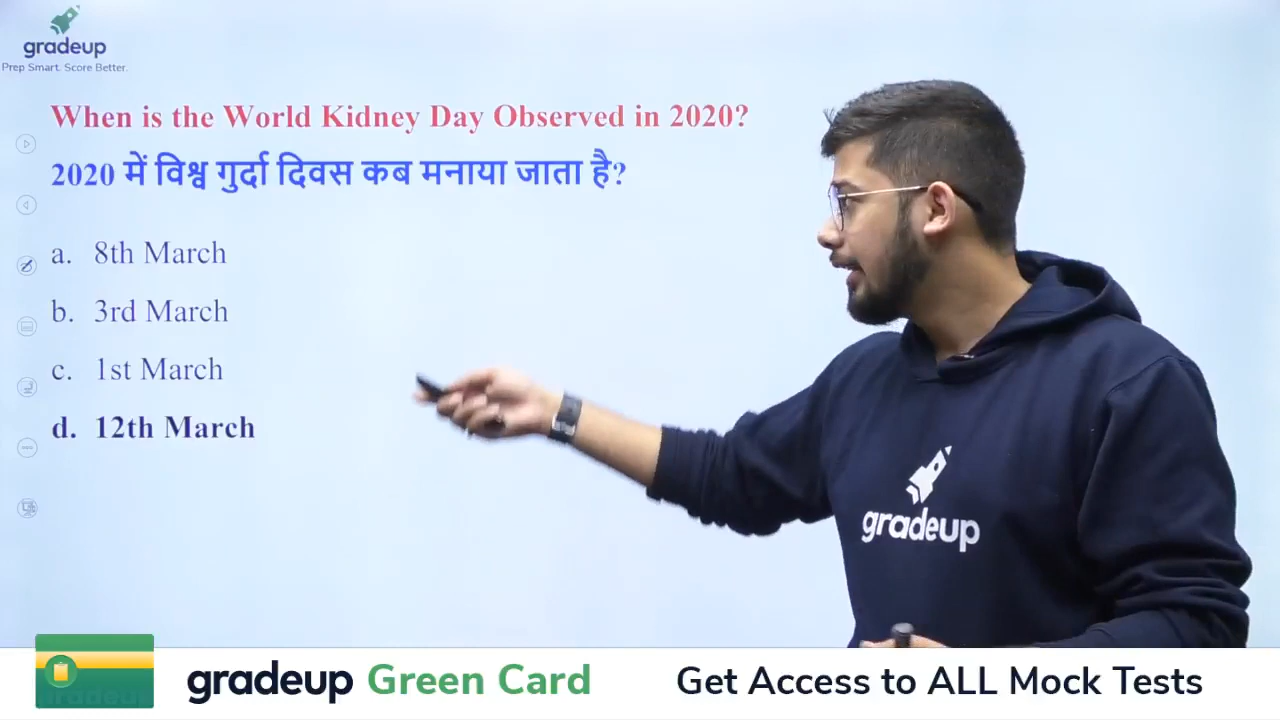 gradeup
Prep Smart. Score Better.
When is the World Kidney Day Observed in 2020?
2020 में विश्व गुर्दा दिवस कब मनाया जाता है?
a. 8th March
b. 3rd March
c. 1st March
d. 12th March
gradeup
gradeup
gradeup Green Card
Get Access to ALL Mock Tests